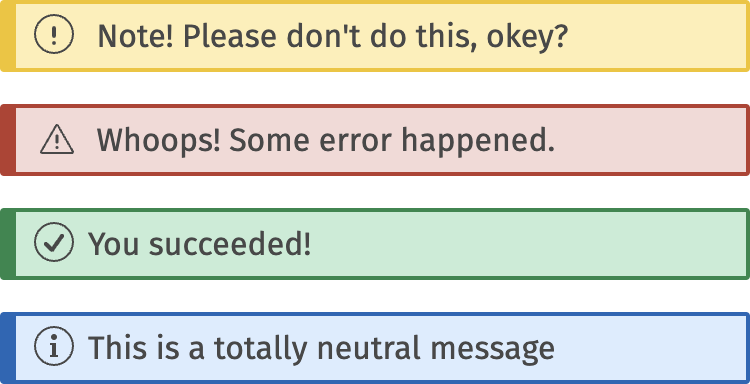 Note! Please don't do this, okey?
Whoops! Some error happened.
You succeeded!
This is a totally neutral message